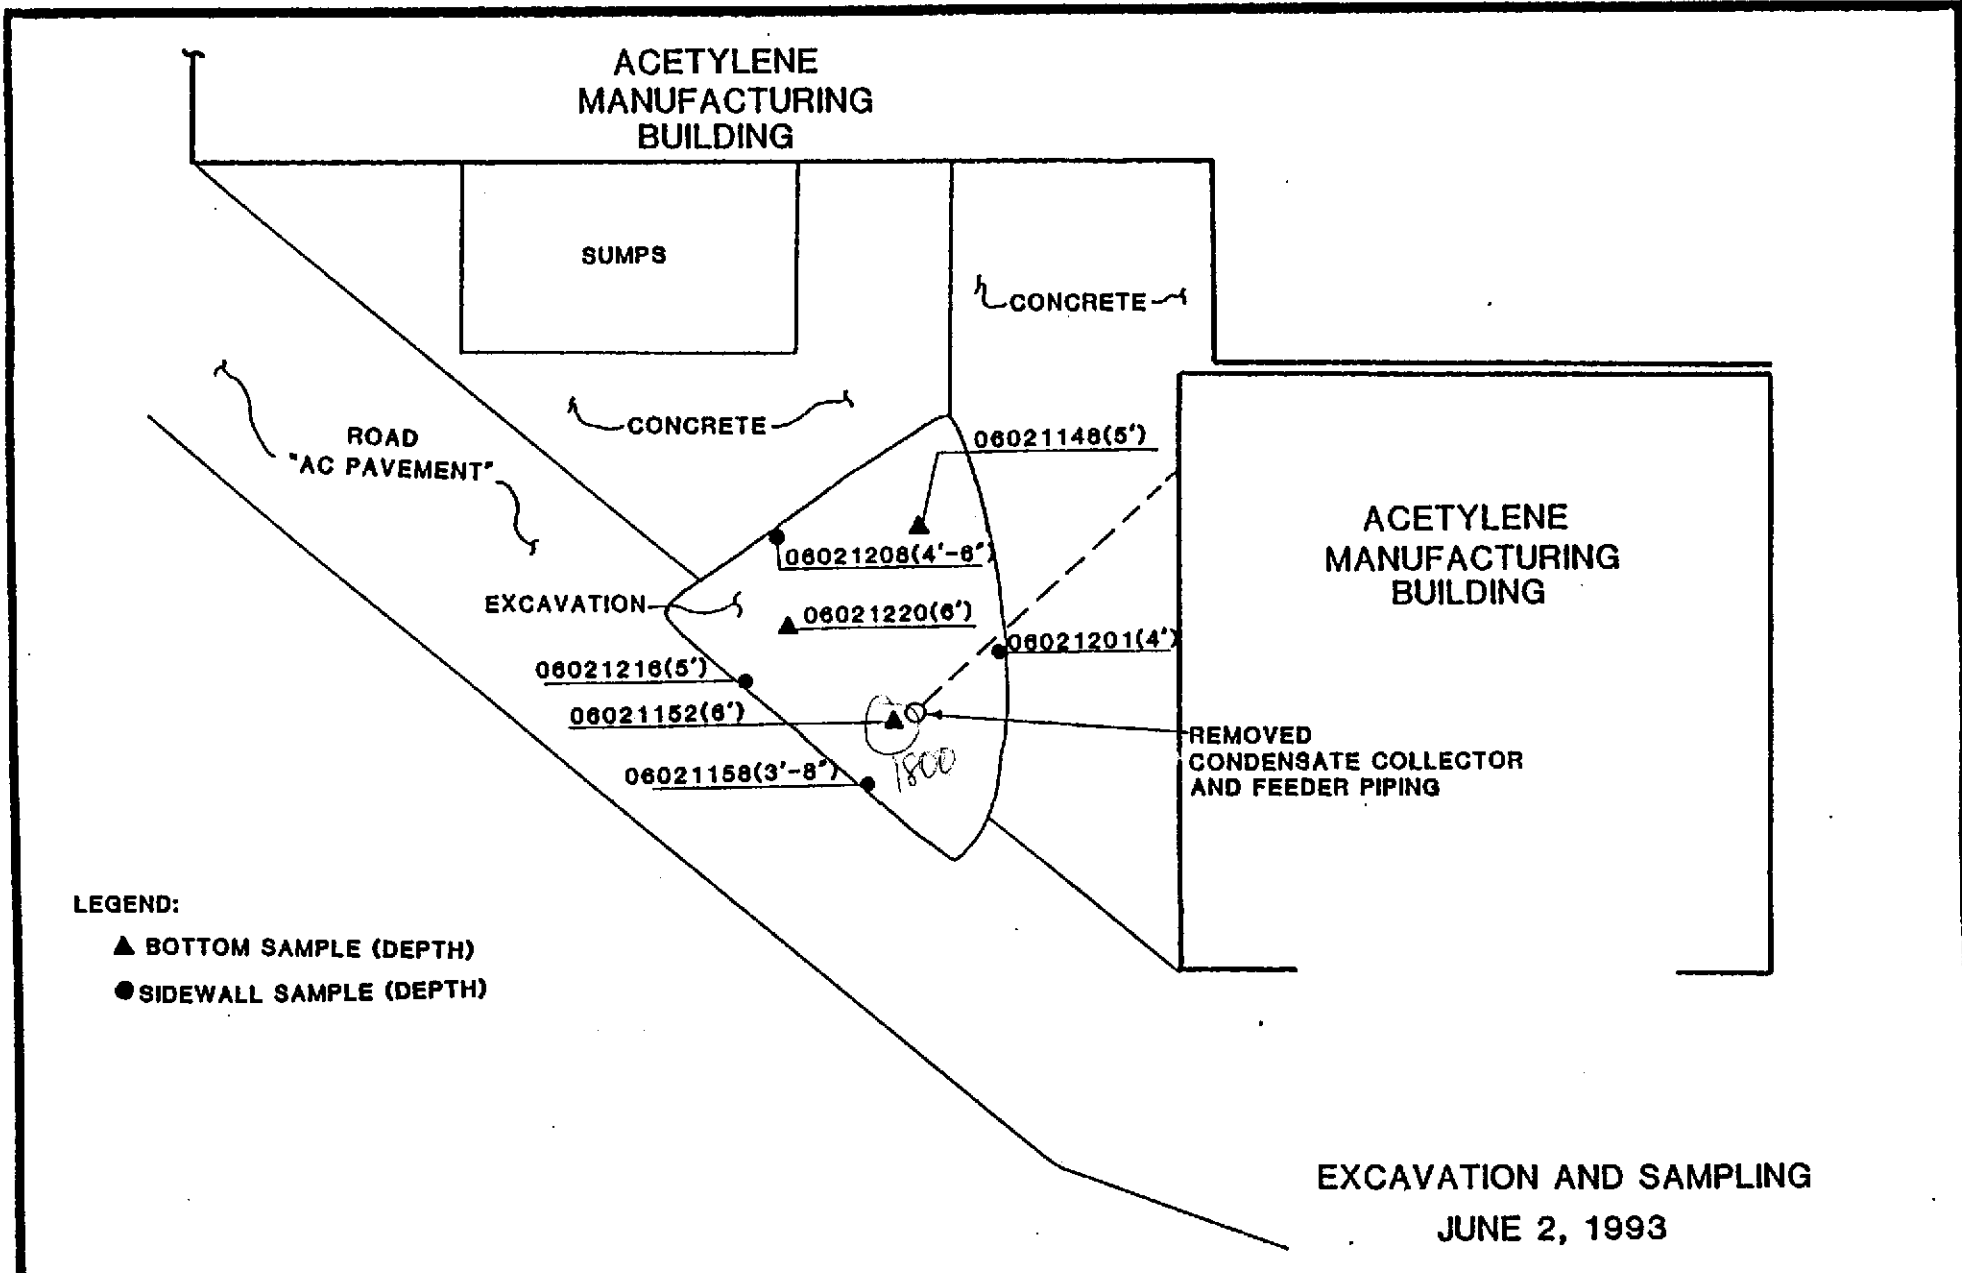 ACETYLENE
MANUFACTURING
BUILDING
SUMPS
CONCRETE
CONCRETE
ROAD
"AC PAVEMENT"
06021148(5')
06021208(4'-6")
EXCAVATION
06021220(6')
06021201(4')
06021216(5')
06021152(6')
1800
06021158(3'-8")
REMOVED
CONDENSATE COLLECTOR
AND FEEDER PIPING
ACETYLENE
MANUFACTURING
BUILDING
LEGEND:
BOTTOM SAMPLE (DEPTH)
SIDEWALL SAMPLE (DEPTH)
EXCAVATION AND SAMPLING
JUNE 2, 1993